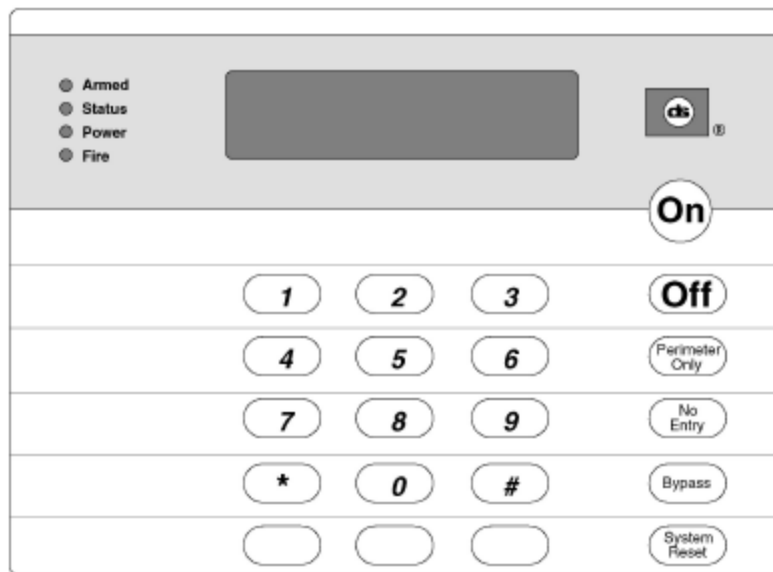 Armed
Status
Power
Fire
ds
®
On
1 2 3 Off
4 5 6 Perimeter
Only
7 8 9 No
Entry
* 0 # Bypass
System
Reset